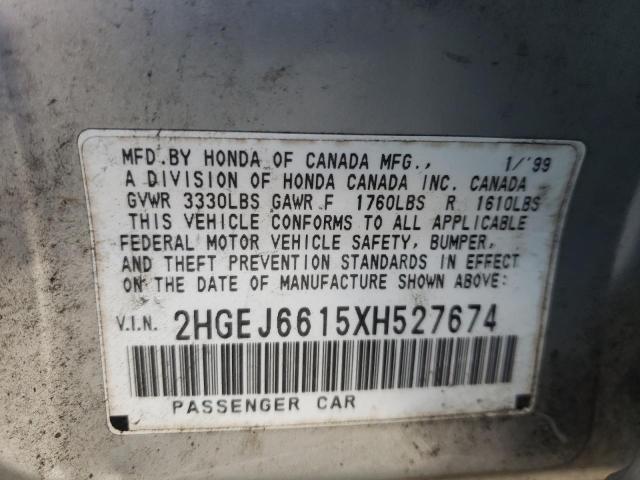 MFD.BY HONDA OF CANADA MFG., 1/'99
A DIVISION OF HONDA CANADA INC. CANADA
GVWR 3330LBS GAWR F 1760LBS R 1610LBS
THIS VEHICLE CONFORMS TO ALL APPLICABLE
FEDERAL MOTOR VEHICLE SAFETY, BUMPER,
AND THEFT PREVENTION STANDARDS IN EFFECT
ON THE DATE OF MANUFACTURE SHOWN ABOVE:
V.I.N. 2HGEJ6615XH527674
PASSENGER CAR